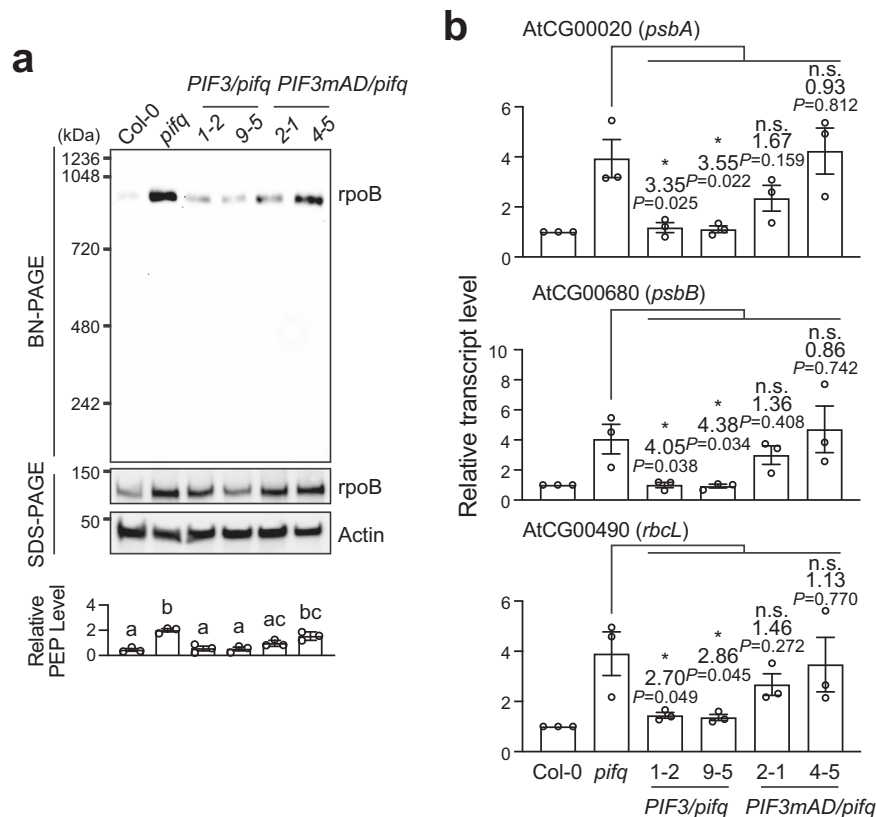 a
PIF3/pifq
PIF3mAD/pifq
(kDa)
Col-0
pifq
1-2
9-5
2-1
4-5
1236
1048
720
480
242
rpoB
BN-PAGE
150
rpoB
50
Actin
SDS-PAGE
Relative
PEP Level
4
2
0
a
b
a
a
ac
bc
b
Relative transcript level
AtCG00020 (psbA)
6
4
2
0
*
3.35
P=0.025
*
3.55
P=0.022
n.s.
1.67
P=0.159
n.s.
0.93
P=0.812
AtCG00680 (psbB)
10
8
6
4
2
0
*
4.05
P=0.038
*
4.38
P=0.034
n.s.
1.36
P=0.408
n.s.
0.86
P=0.742
AtCG00490 (rbcL)
6
4
2
0
*
2.70
P=0.049
*
2.86
P=0.045
n.s.
1.46
P=0.272
n.s.
1.13
P=0.770
Col-0
pifq
1-2
9-5
2-1
4-5
PIF3/pifq
PIF3mAD/pifq